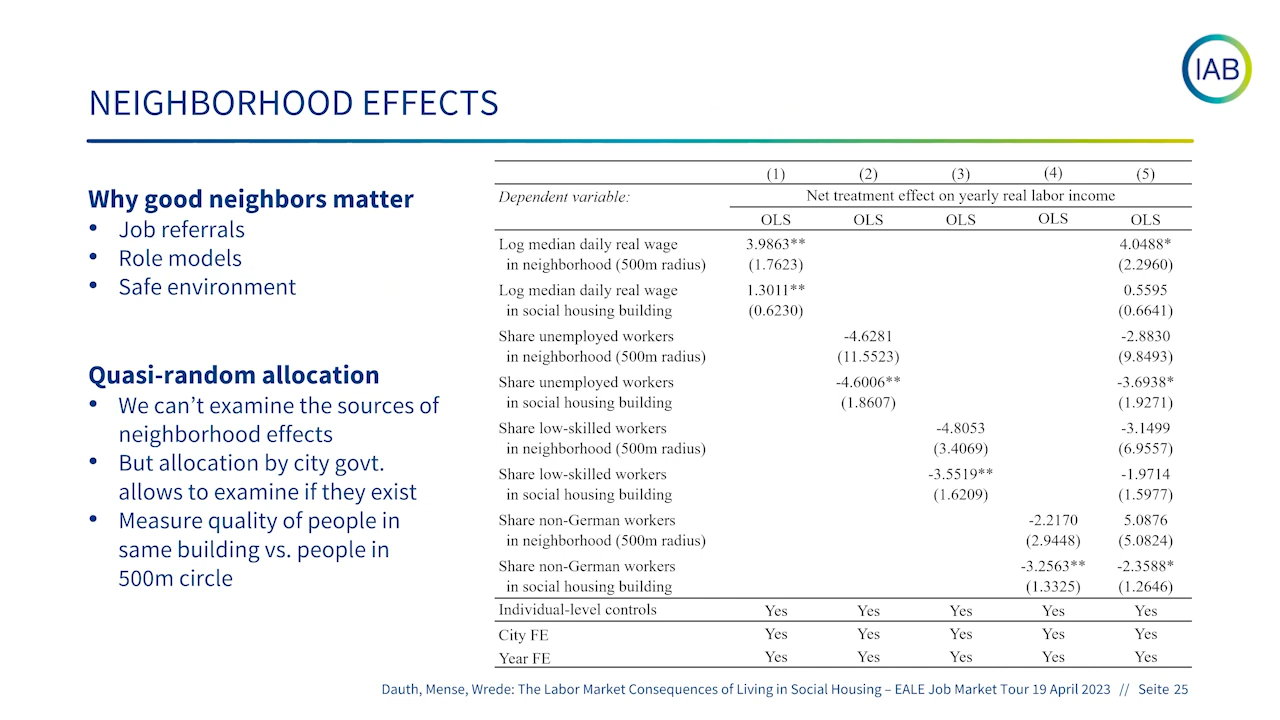 IAB
NEIGHBORHOOD EFFECTS
Why good neighbors matter
• Job referrals
• Role models
• Safe environment
Quasi-random allocation
• We can’t examine the sources of
neighborhood effects
• But allocation by city govt.
allows to examine if they exist
• Measure quality of people in
same building vs. people in
500m circle
(1) (2) (3) (4) (5)
Dependent variable: Net treatment effect on yearly real labor income
OLS OLS OLS OLS OLS
Log median daily real wage 3.9863** 4.0488*
in neighborhood (500m radius) (1.7623) (2.2960)
Log median daily real wage 1.3011** 0.5595
in social housing building (0.6230) (0.6641)
Share unemployed workers -4.6281 -2.8830
in neighborhood (500m radius) (11.5523) (9.8493)
Share unemployed workers -4.6006** -3.6938*
in social housing building (1.8607) (1.9271)
Share low-skilled workers -4.8053 -3.1499
in neighborhood (500m radius) (3.4069) (6.9557)
Share low-skilled workers -3.5519** -1.9714
in social housing building (1.6209) (1.5977)
Share non-German workers -2.2170 5.0876
in neighborhood (500m radius) (2.9448) (5.0824)
Share non-German workers -3.2563** -2.3588*
in social housing building (1.3325) (1.2646)
Individual-level controls Yes Yes Yes Yes Yes
City FE Yes Yes Yes Yes Yes
Year FE Yes Yes Yes Yes Yes
Dauth, Mense, Wrede: The Labor Market Consequences of Living in Social Housing – EALE Job Market Tour 19 April 2023 // Seite 25